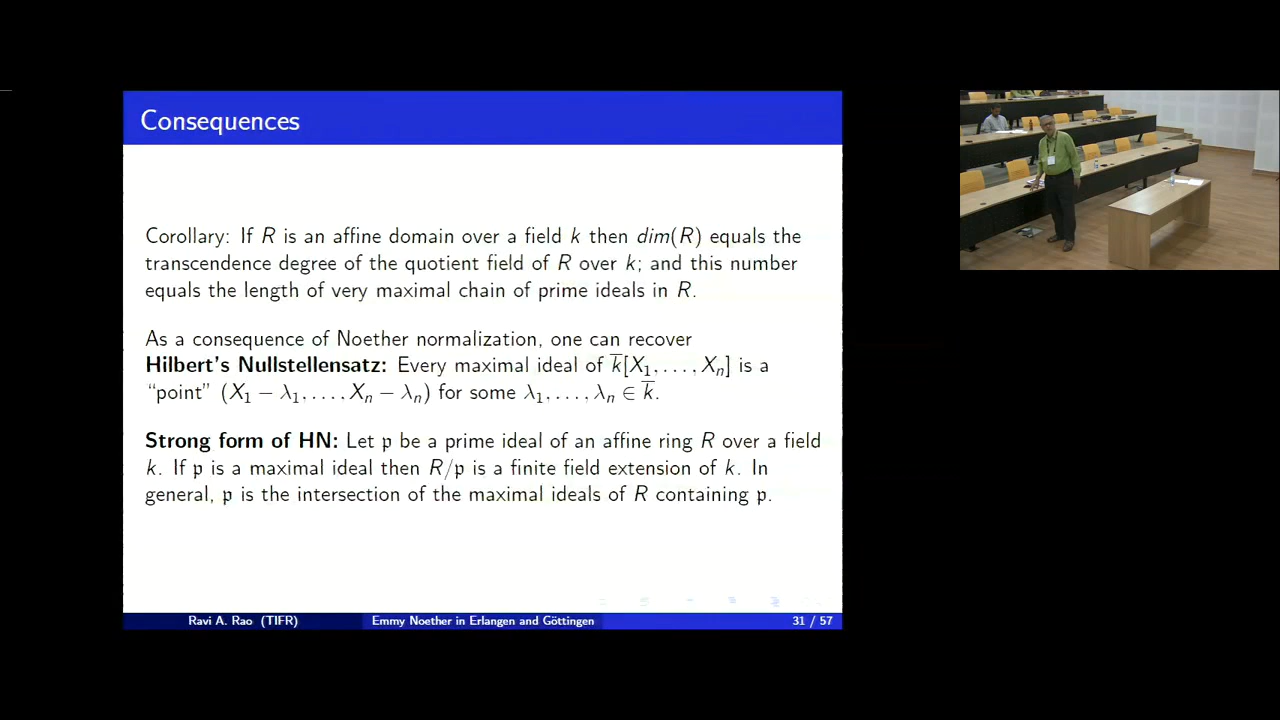 Consequences
Corollary: If R is an affine domain over a field k then dim(R) equals the
transcendence degree of the quotient field of R over k; and this number
equals the length of very maximal chain of prime ideals in R.
As a consequence of Noether normalization, one can recover
Hilbert's Nullstellensatz: Every maximal ideal of k̅[X₁, . . . , Xₙ] is a
“point” (X₁ − λ₁, . . . , Xₙ − λₙ) for some λ₁, . . . , λₙ ∈ k̅.
Strong form of HN: Let 𝔭 be a prime ideal of an affine ring R over a field
k. If 𝔭 is a maximal ideal then R/𝔭 is a finite field extension of k. In
general, 𝔭 is the intersection of the maximal ideals of R containing 𝔭.
Ravi A. Rao (TIFR) Emmy Noether in Erlangen and Göttingen 31 / 57